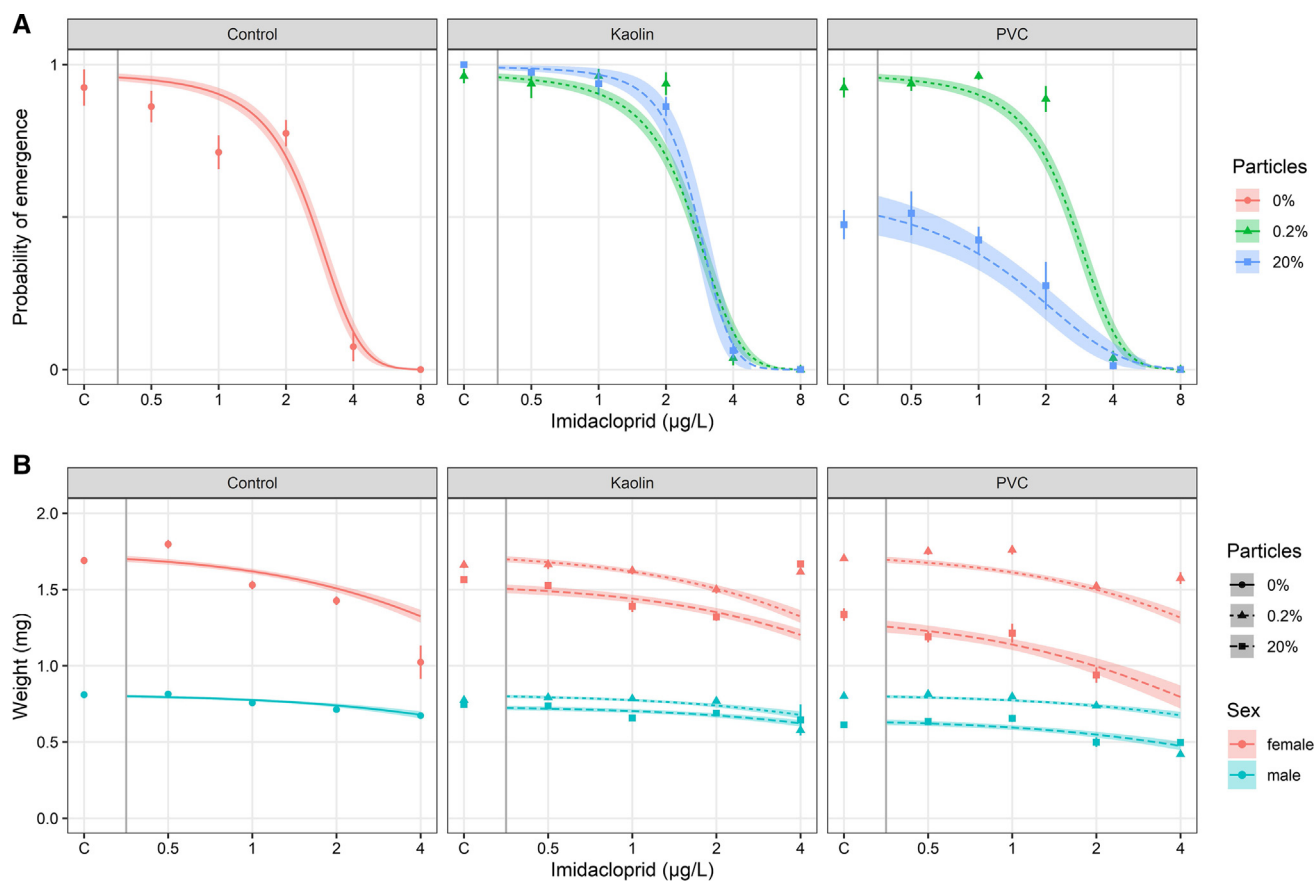 A
Control Kaolin PVC
Probability of emergence
1
0
C 0.5 1 2 4 8 C 0.5 1 2 4 8 C 0.5 1 2 4 8
Imidacloprid (µg/L)
Particles
0%
0.2%
20%
B
Control Kaolin PVC
Weight (mg)
2.0
1.5
1.0
0.5
0.0
C 0.5 1 2 4 C 0.5 1 2 4 C 0.5 1 2 4
Imidacloprid (µg/L)
Particles
0%
0.2%
20%
Sex
female
male